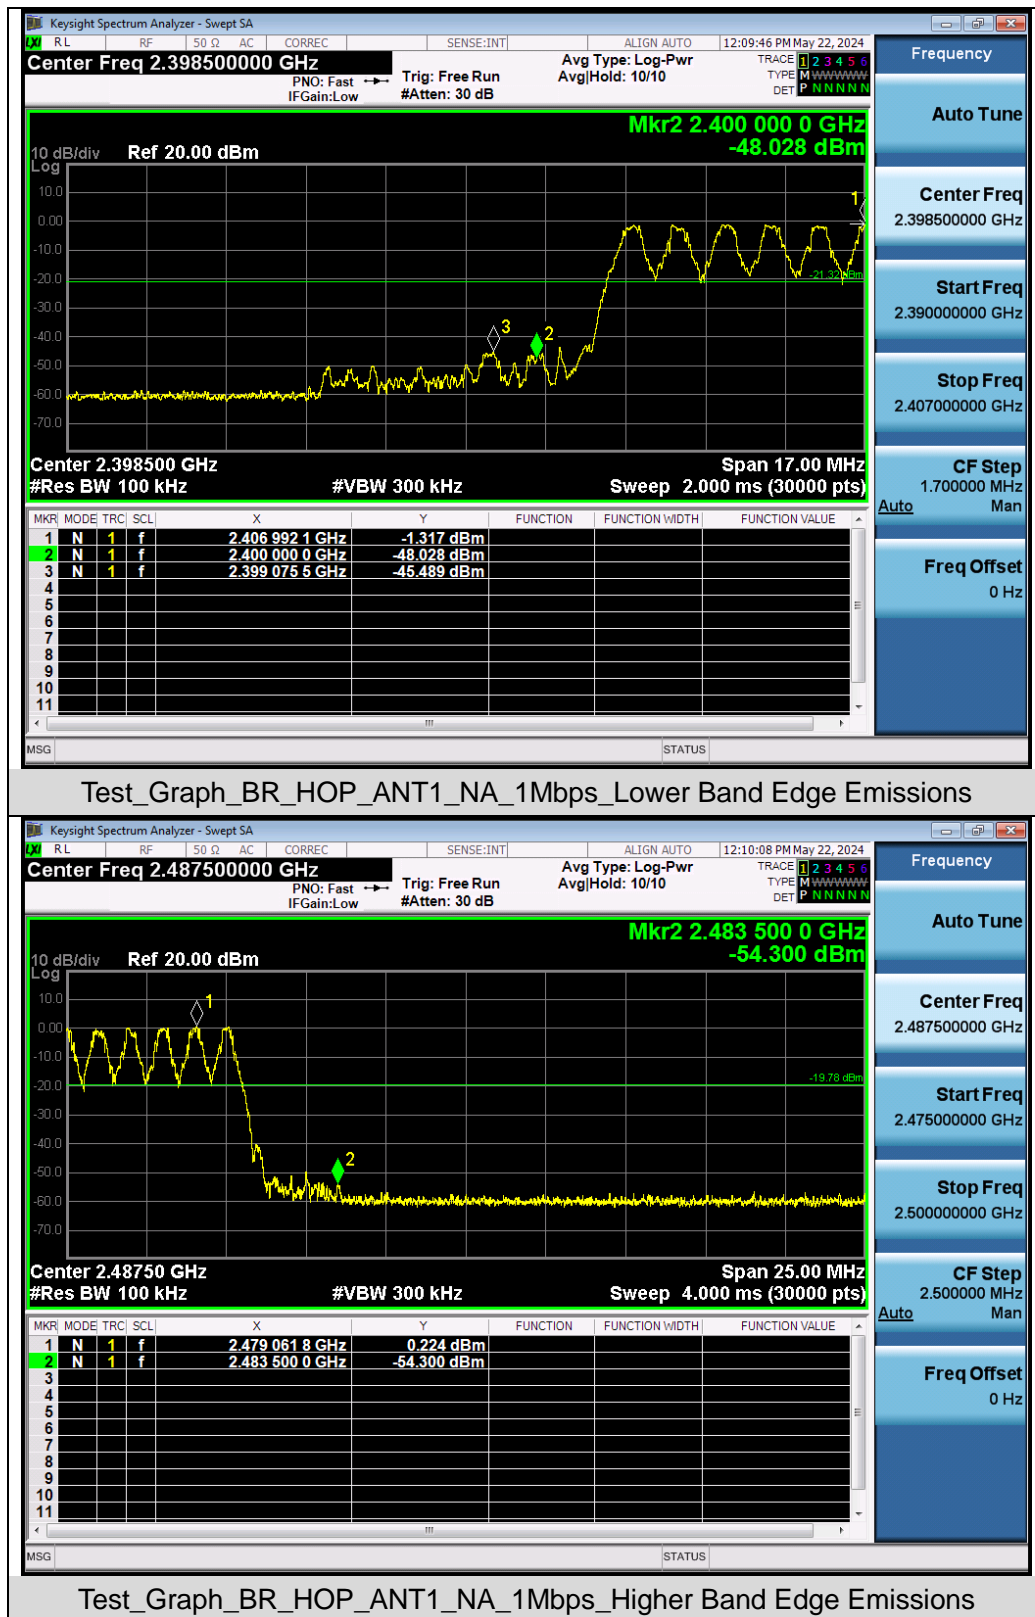 Keysight Spectrum Analyzer - Swept SA
LXI RL RF 50 Ω AC CORREC SENSE:INT ALIGN AUTO 12:09:46 PM May 22, 2024
Center Freq 2.398500000 GHz Avg Type: Log-Pwr TRACE 1 2 3 4 5 6
PNO: Fast Trig: Free Run Avg|Hold: 10/10 TYPE M WWWWW
IFGain:Low #Atten: 30 dB DET P N N N N N
Frequency
Auto Tune
Center Freq
2.398500000 GHz
Start Freq
2.390000000 GHz
Stop Freq
2.407000000 GHz
CF Step
1.700000 MHz
Auto Man
Freq Offset
0 Hz
Mkr2 2.400 000 0 GHz
-48.028 dBm
10 dB/div Ref 20.00 dBm
Log
10.0
0.00
-10.0
-20.0
-30.0
-40.0
-50.0
-60.0
-70.0
1
-21.32 dBm
3
2
Center 2.398500 GHz Span 17.00 MHz
#Res BW 100 kHz #VBW 300 kHz Sweep 2.000 ms (30000 pts)
MKR MODE TRC SCL X Y FUNCTION FUNCTION WIDTH FUNCTION VALUE
1 N 1 f 2.406 992 1 GHz -1.317 dBm
2 N 1 f 2.400 000 0 GHz -48.028 dBm
3 N 1 f 2.399 075 5 GHz -45.489 dBm
4
5
6
7
8
9
10
11
MSG STATUS
Test_Graph_BR_HOP_ANT1_NA_1Mbps_Lower Band Edge Emissions
Keysight Spectrum Analyzer - Swept SA
LXI RL RF 50 Ω AC CORREC SENSE:INT ALIGN AUTO 12:10:08 PM May 22, 2024
Center Freq 2.487500000 GHz Avg Type: Log-Pwr TRACE 1 2 3 4 5 6
PNO: Fast Trig: Free Run Avg|Hold: 10/10 TYPE M WWWWW
IFGain:Low #Atten: 30 dB DET P N N N N N
Frequency
Auto Tune
Center Freq
2.487500000 GHz
Start Freq
2.475000000 GHz
Stop Freq
2.500000000 GHz
CF Step
2.500000 MHz
Auto Man
Freq Offset
0 Hz
Mkr2 2.483 500 0 GHz
-54.300 dBm
10 dB/div Ref 20.00 dBm
Log
10.0
0.00
-10.0
-20.0
-30.0
-40.0
-50.0
-60.0
-70.0
1
-19.78 dBm
2
Center 2.48750 GHz Span 25.00 MHz
#Res BW 100 kHz #VBW 300 kHz Sweep 4.000 ms (30000 pts)
MKR MODE TRC SCL X Y FUNCTION FUNCTION WIDTH FUNCTION VALUE
1 N 1 f 2.479 061 8 GHz 0.224 dBm
2 N 1 f 2.483 500 0 GHz -54.300 dBm
3
4
5
6
7
8
9
10
11
MSG STATUS
Test_Graph_BR_HOP_ANT1_NA_1Mbps_Higher Band Edge Emissions